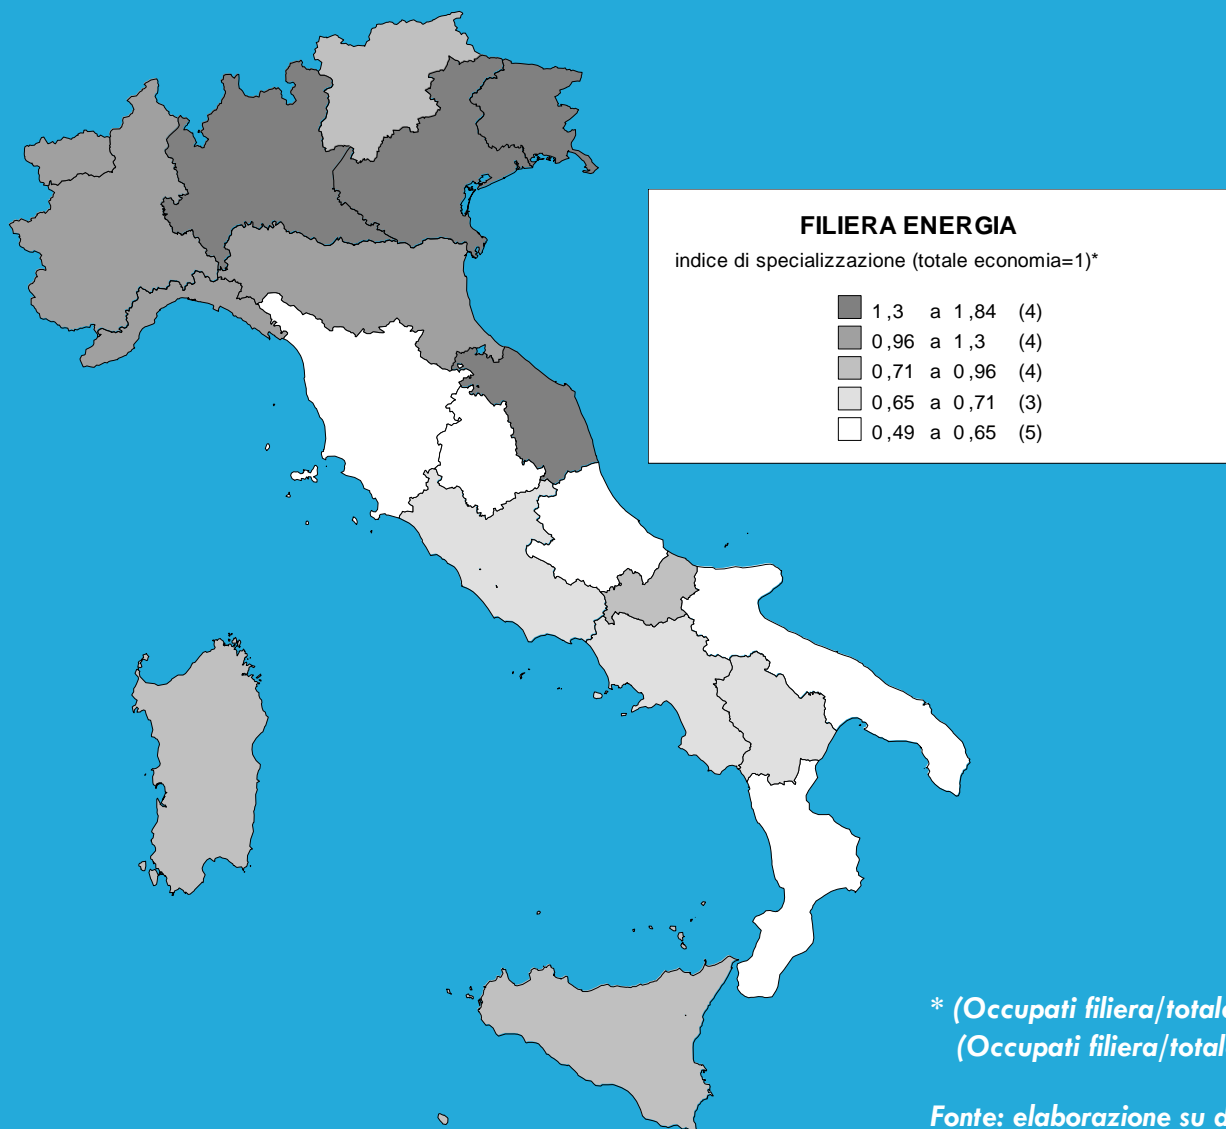 FILIERA ENERGIA
indice di specializzazione (totale economia=1)*
1,3 a 1,84 (4)
0,96 a 1,3 (4)
0,71 a 0,96 (4)
0,65 a 0,71 (3)
0,49 a 0,65 (5)
* (Occupati filiera/total
(Occupati filiera/total
Fonte: elaborazione su d